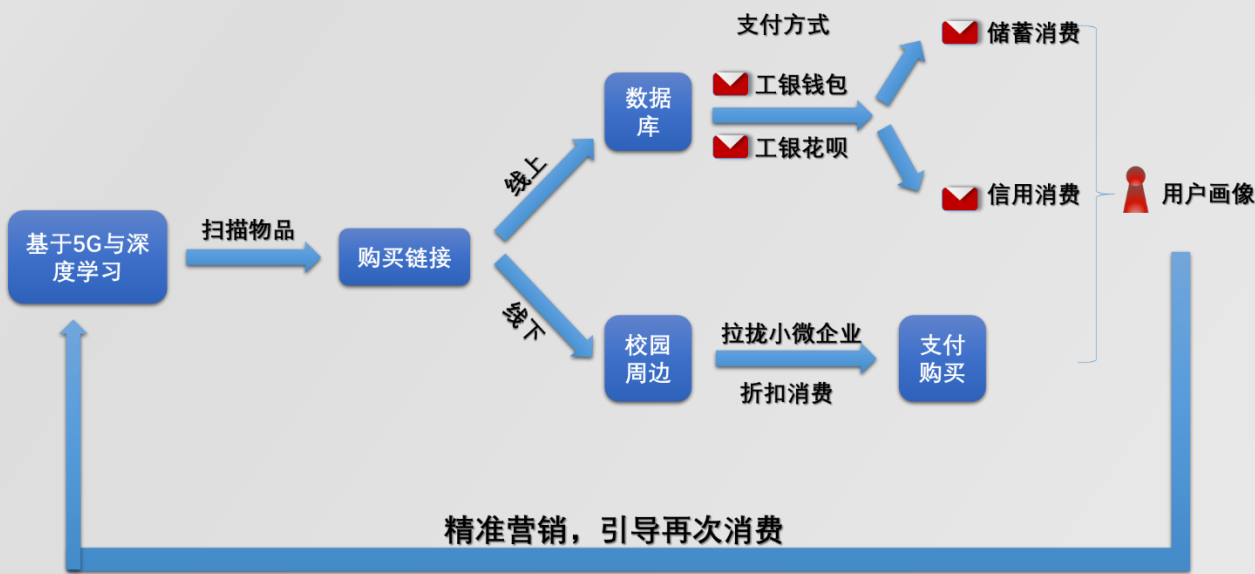 支付方式
储蓄消费
工银钱包
数据
库
工银花呗
线上
信用消费
用户画像
扫描物品
基于5G与深
度学习
购买链接
线下
拉拢小微企业
校园
周边
支付
购买
折扣消费
精准营销，引导再次消费